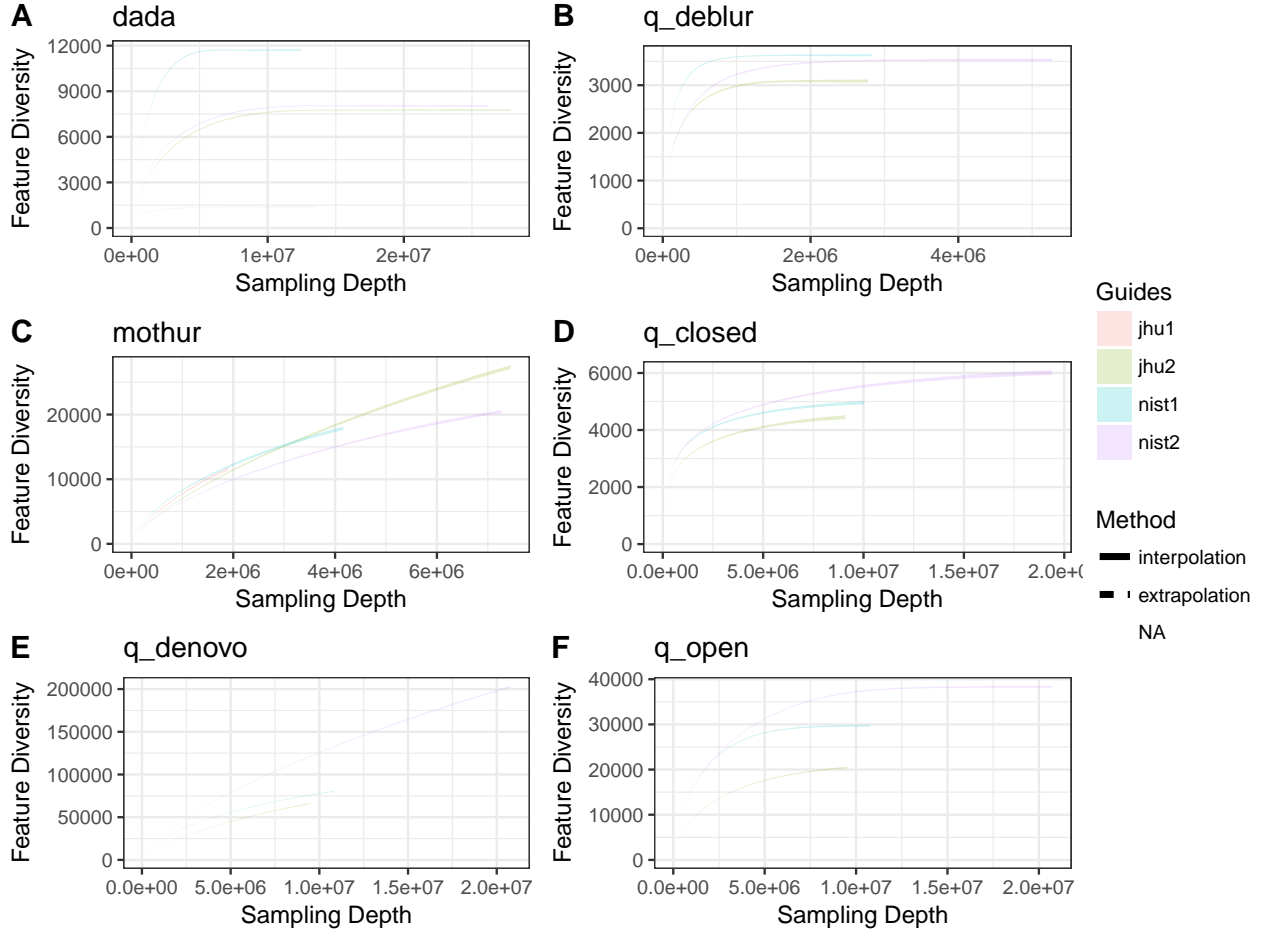 A dada
12000
9000
6000
3000
0
Feature Diversity
0e+00 1e+07 2e+07
Sampling Depth
B q_deblur
3000
2000
1000
0
Feature Diversity
0e+00 2e+06 4e+06
Sampling Depth
C mothur
20000
10000
0
Feature Diversity
0e+00 2e+06 4e+06 6e+06
Sampling Depth
D q_closed
6000
4000
2000
0
Feature Diversity
0.0e+00 5.0e+06 1.0e+07 1.5e+07 2.0e+
Sampling Depth
E q_denovo
200000
150000
100000
50000
0
Feature Diversity
0.0e+00 5.0e+06 1.0e+07 1.5e+07 2.0e+07
Sampling Depth
F q_open
40000
30000
20000
10000
0
Feature Diversity
0.0e+00 5.0e+06 1.0e+07 1.5e+07 2.0e+07
Sampling Depth
Guides
jhu1
jhu2
nist1
nist2
Method
interpolation
extrapolation
NA